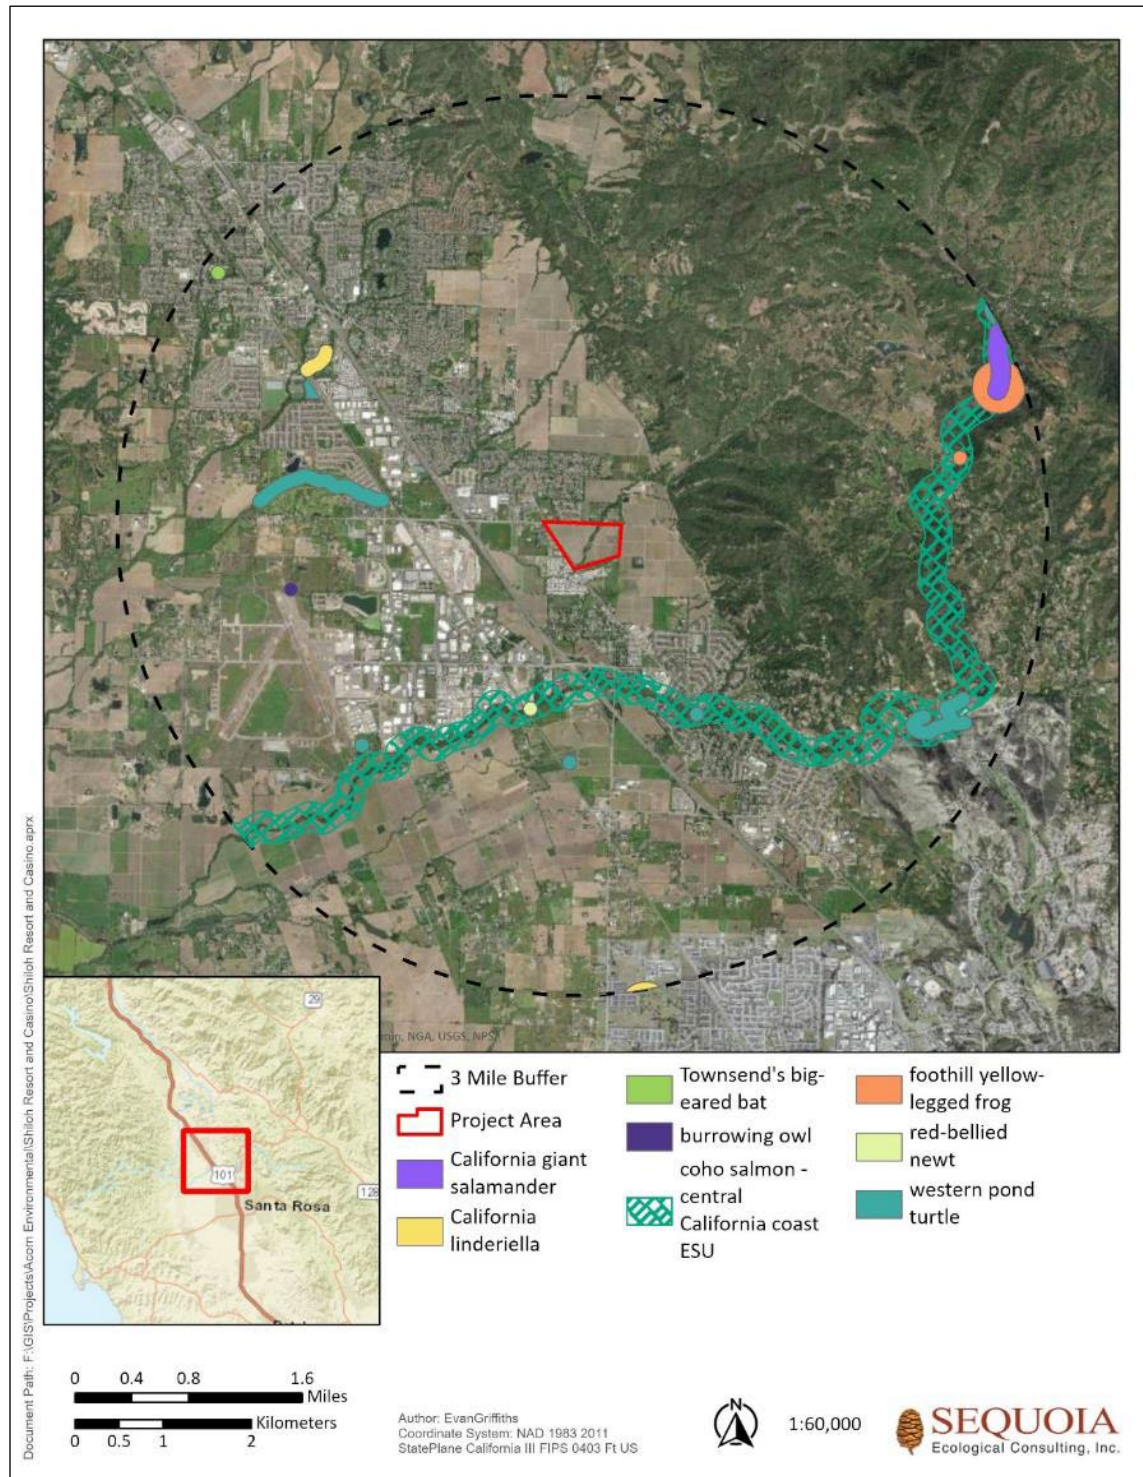 NGA, USGS, NPS
29
101
128
Santa Rosa
3 Mile Buffer
Project Area
California giant
salamander
California
linderiella
Townsend's big-
eared bat
burrowing owl
coho salmon -
central
California coast
ESU
foothill yellow-
legged frog
red-bellied
newt
western pond
turtle
Document Path: F:\GIS\Projects\Acorn Environmental\Shiloh Resort and Casino\Shiloh Resort and Casino\Shiloh Resort and Casino.aprx
0 0.4 0.8 1.6
Miles
Kilometers
0 0.5 1 2
Author: EvanGriffiths
Coordinate System: NAD 1983 2011
StatePlane California III FIPS 0403 Ft US
N
1:60,000
SEQUOIA
Ecological Consulting, Inc.